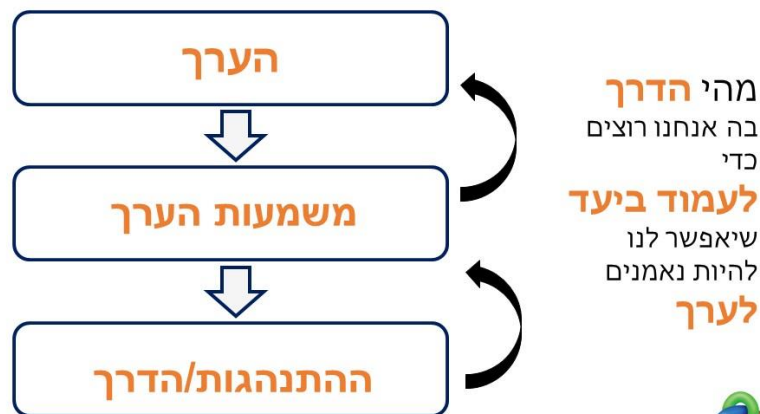 הערך
משמעות הערך
ההתנהגות/הדרך
מהי הדרך
בה אנחנו רוצים
כדי
לעמוד ביעד
שיאפשר לנו
להיות נאמנים
לערך